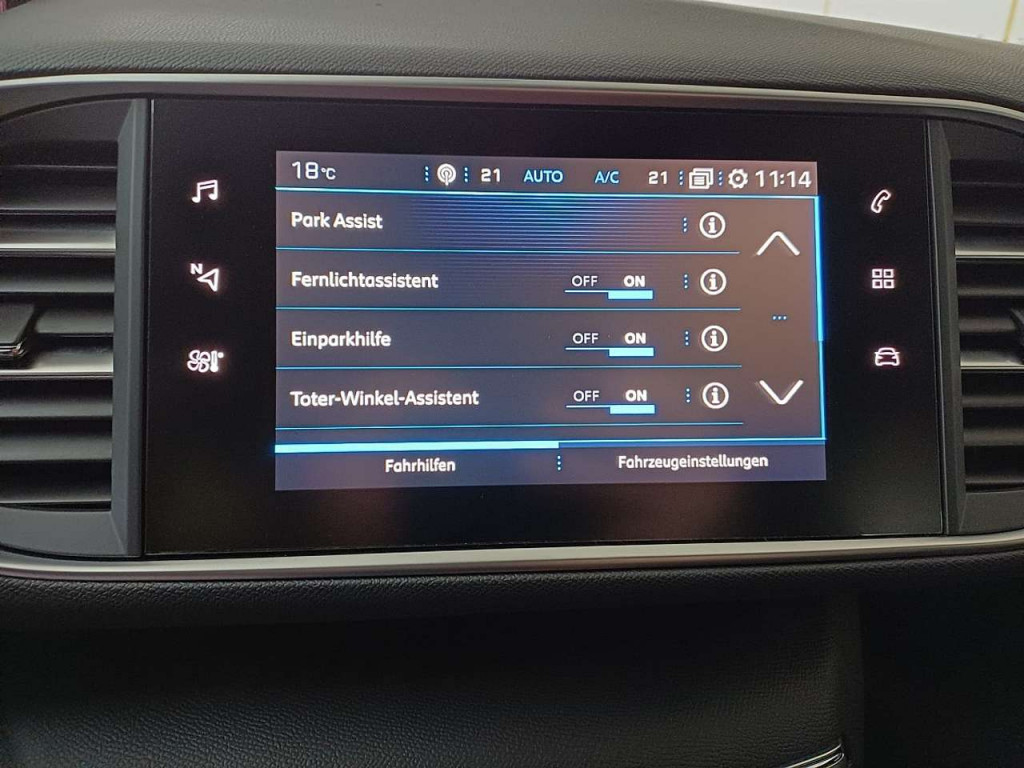 18°C 21 AUTO A/C 21 11:14
Park Assist
N
Fernlichtassistent OFF ON
Einparkhilfe OFF ON
Toter-Winkel-Assistent OFF ON
Fahrhilfen Fahrzeugeinstellungen